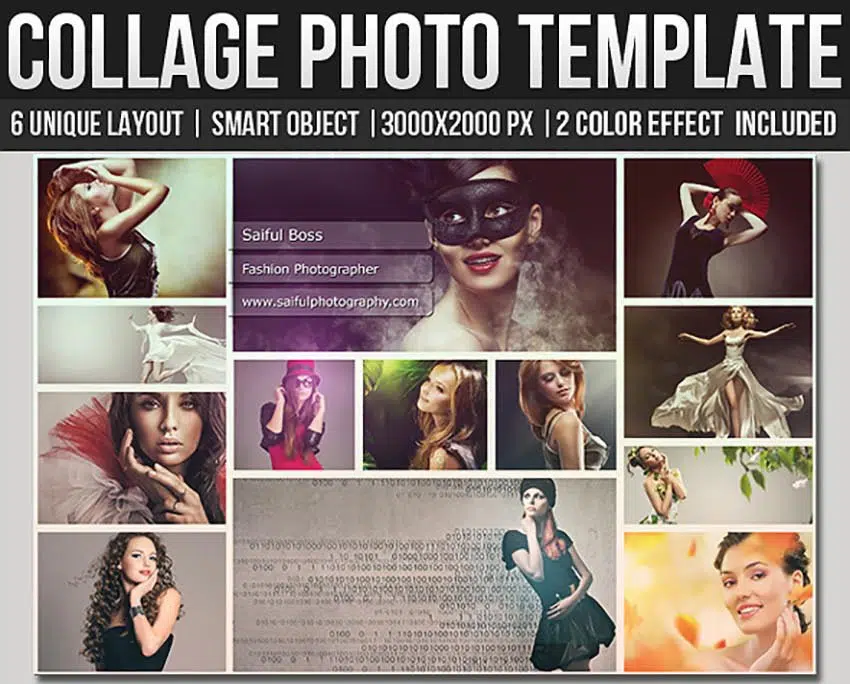 COLLAGE PHOTO TEMPLATE
6 UNIQUE LAYOUT | SMART OBJECT |3000X2000 PX |2 COLOR EFFECT INCLUDED
Saiful Boss
Fashion Photographer
www.saifulphotography.com